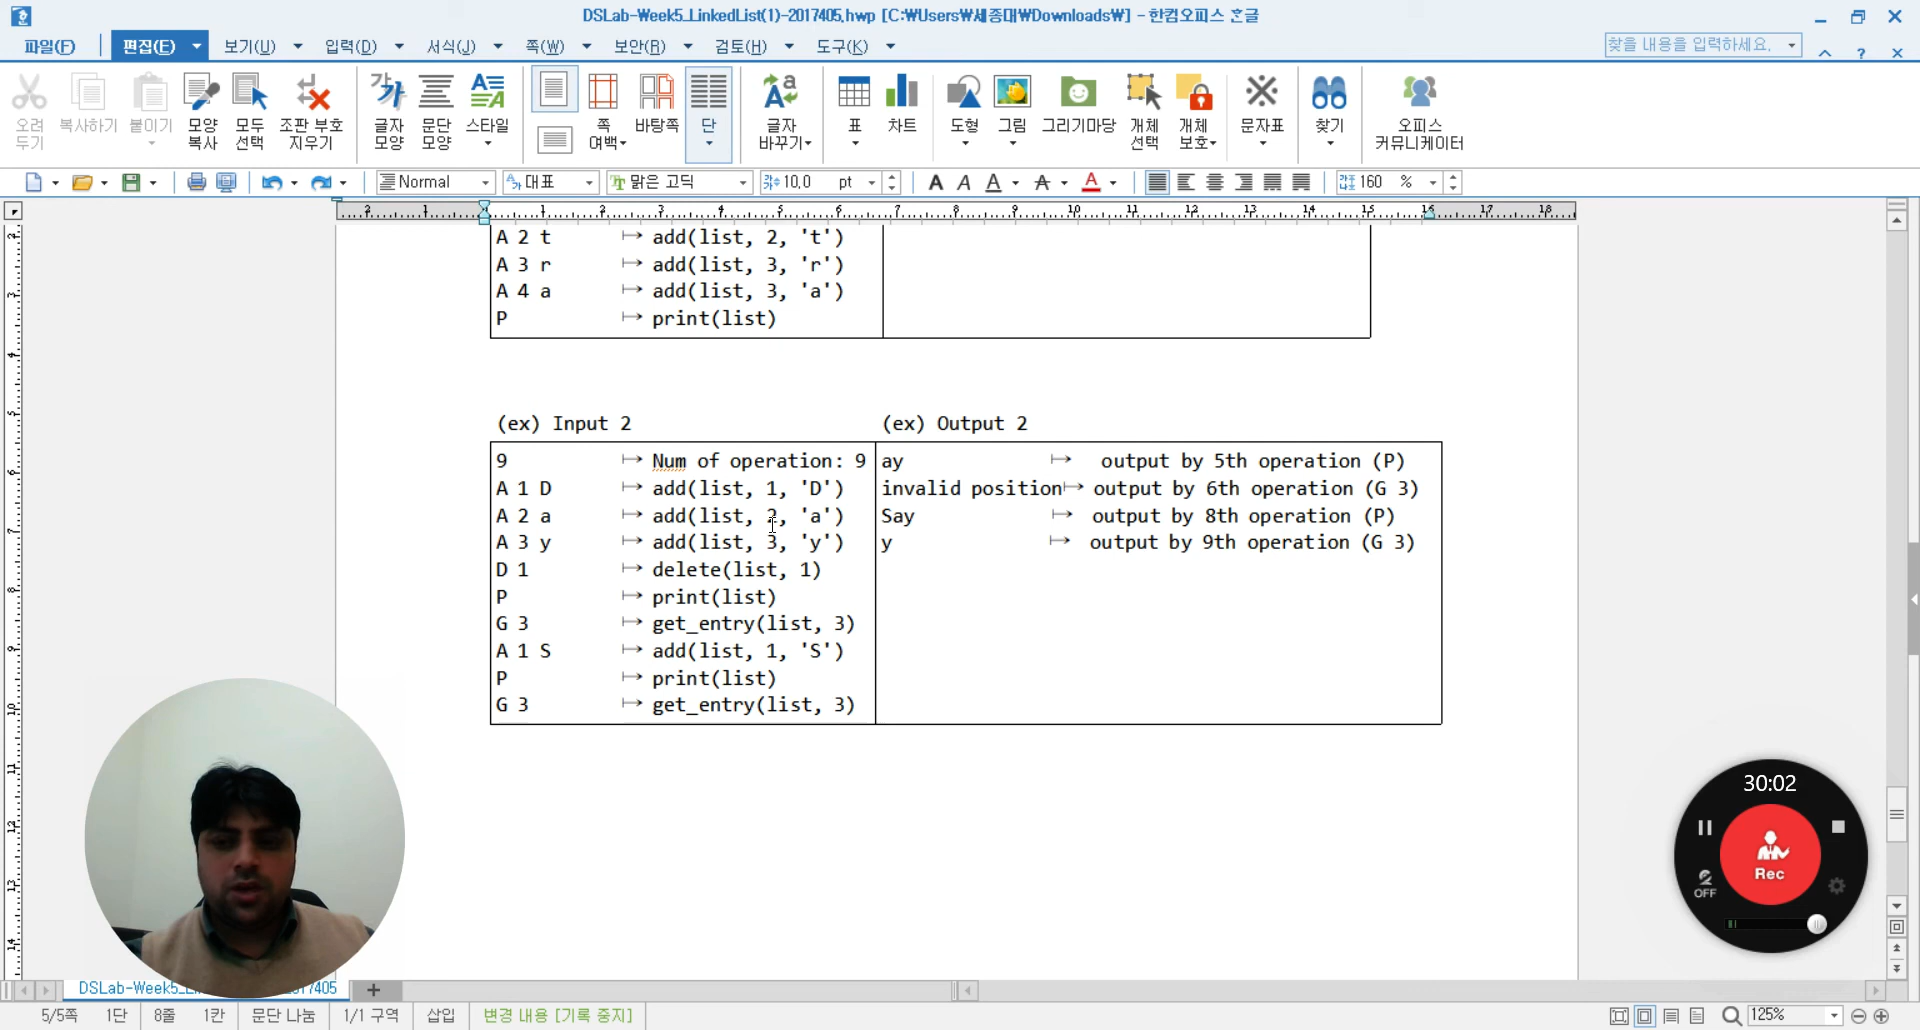 DSLab-Week5_LinkedList(1)-2017405.hwp [C:₩Users₩세종대₩Downloads₩] - 한컴오피스 흔글
파일(F) 편집(E) 보기(U) 입력(D) 서식(J) 쪽(W) 보안(R) 검토(H) 도구(K) 찾을 내용을 입력하세요.
오려 두기
복사하기
붙이기
모양 복사
모두 선택
조판 부호 지우기
글자 모양
문단 모양
스타일
쪽 여백
바탕쪽
단
글자 바꾸기
표
차트
도형
그림
그리기마당
개체 선택
개체 보호
문자표
찾기
오피스 커뮤니케이터
Normal 대표 맑은 고딕 10.0 pt 160 %
A 2 t ↦ add(list, 2, 't')
A 3 r ↦ add(list, 3, 'r')
A 4 a ↦ add(list, 3, 'a')
P ↦ print(list)
(ex) Input 2 (ex) Output 2
9 ↦ Num of operation: 9 ay ↦ output by 5th operation (P)
A 1 D ↦ add(list, 1, 'D') invalid position↦ output by 6th operation (G 3)
A 2 a ↦ add(list, 2, 'a') Say ↦ output by 8th operation (P)
A 3 y ↦ add(list, 3, 'y') y ↦ output by 9th operation (G 3)
D 1 ↦ delete(list, 1)
P ↦ print(list)
G 3 ↦ get_entry(list, 3)
A 1 S ↦ add(list, 1, 'S')
P ↦ print(list)
G 3 ↦ get_entry(list, 3)
30:02
Rec
OFF
DSLab-Week5_ 017405
5/5쪽 1단 8줄 1칸 문단 나눔 1/1 구역 삽입 변경 내용 [기록 중지] 125%